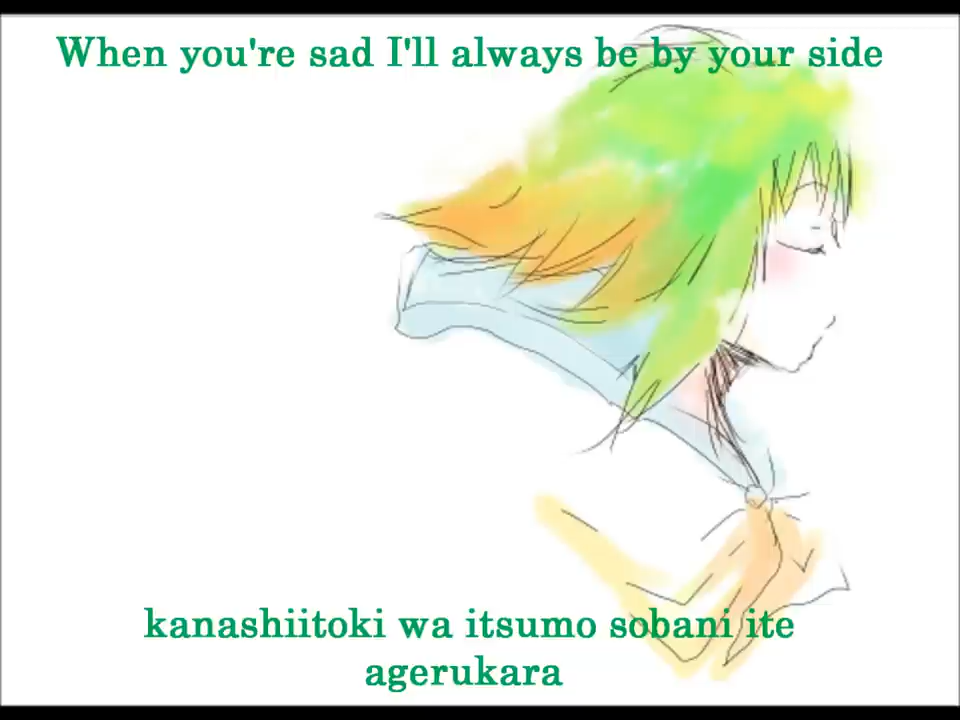 When you're sad I'll always be by your side
kanashiitoki wa itsumo sobani ite
agerukara